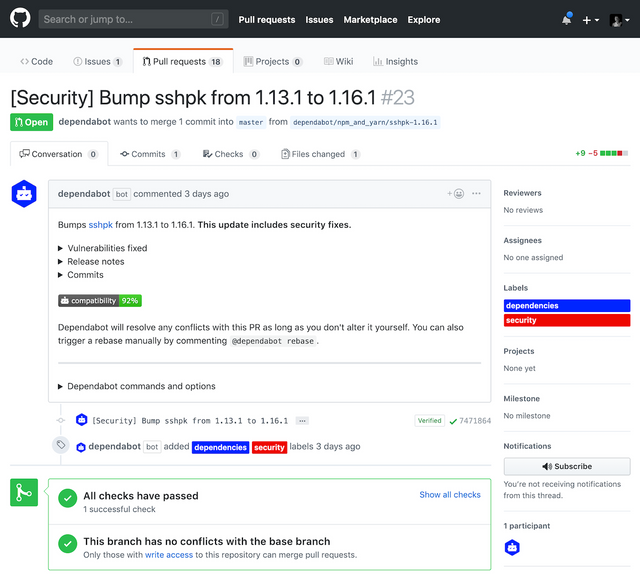 Search or jump to... /
Pull requests Issues Marketplace Explore
Code Issues 1 Pull requests 18 Projects 0 Wiki Insights
[Security] Bump sshpk from 1.13.1 to 1.16.1 #23
Open dependabot wants to merge 1 commit into master from dependabot/npm_and_yarn/sshpk-1.16.1
Conversation 0 Commits 1 Checks 0 Files changed 1 +9 −5
dependabot bot commented 3 days ago
Bumps sshpk from 1.13.1 to 1.16.1. This update includes security fixes.
Vulnerabilities fixed
Release notes
Commits
compatibility 92%
Dependabot will resolve any conflicts with this PR as long as you don't alter it yourself. You can also
trigger a rebase manually by commenting @dependabot rebase.
Dependabot commands and options
[Security] Bump sshpk from 1.13.1 to 1.16.1 ... Verified 7471864
dependabot bot added dependencies security labels 3 days ago
All checks have passed Show all checks
1 successful check
This branch has no conflicts with the base branch
Only those with write access to this repository can merge pull requests.
Reviewers
No reviews
Assignees
No one assigned
Labels
dependencies
security
Projects
None yet
Milestone
No milestone
Notifications
Subscribe
You're not receiving notifications
from this thread.
1 participant